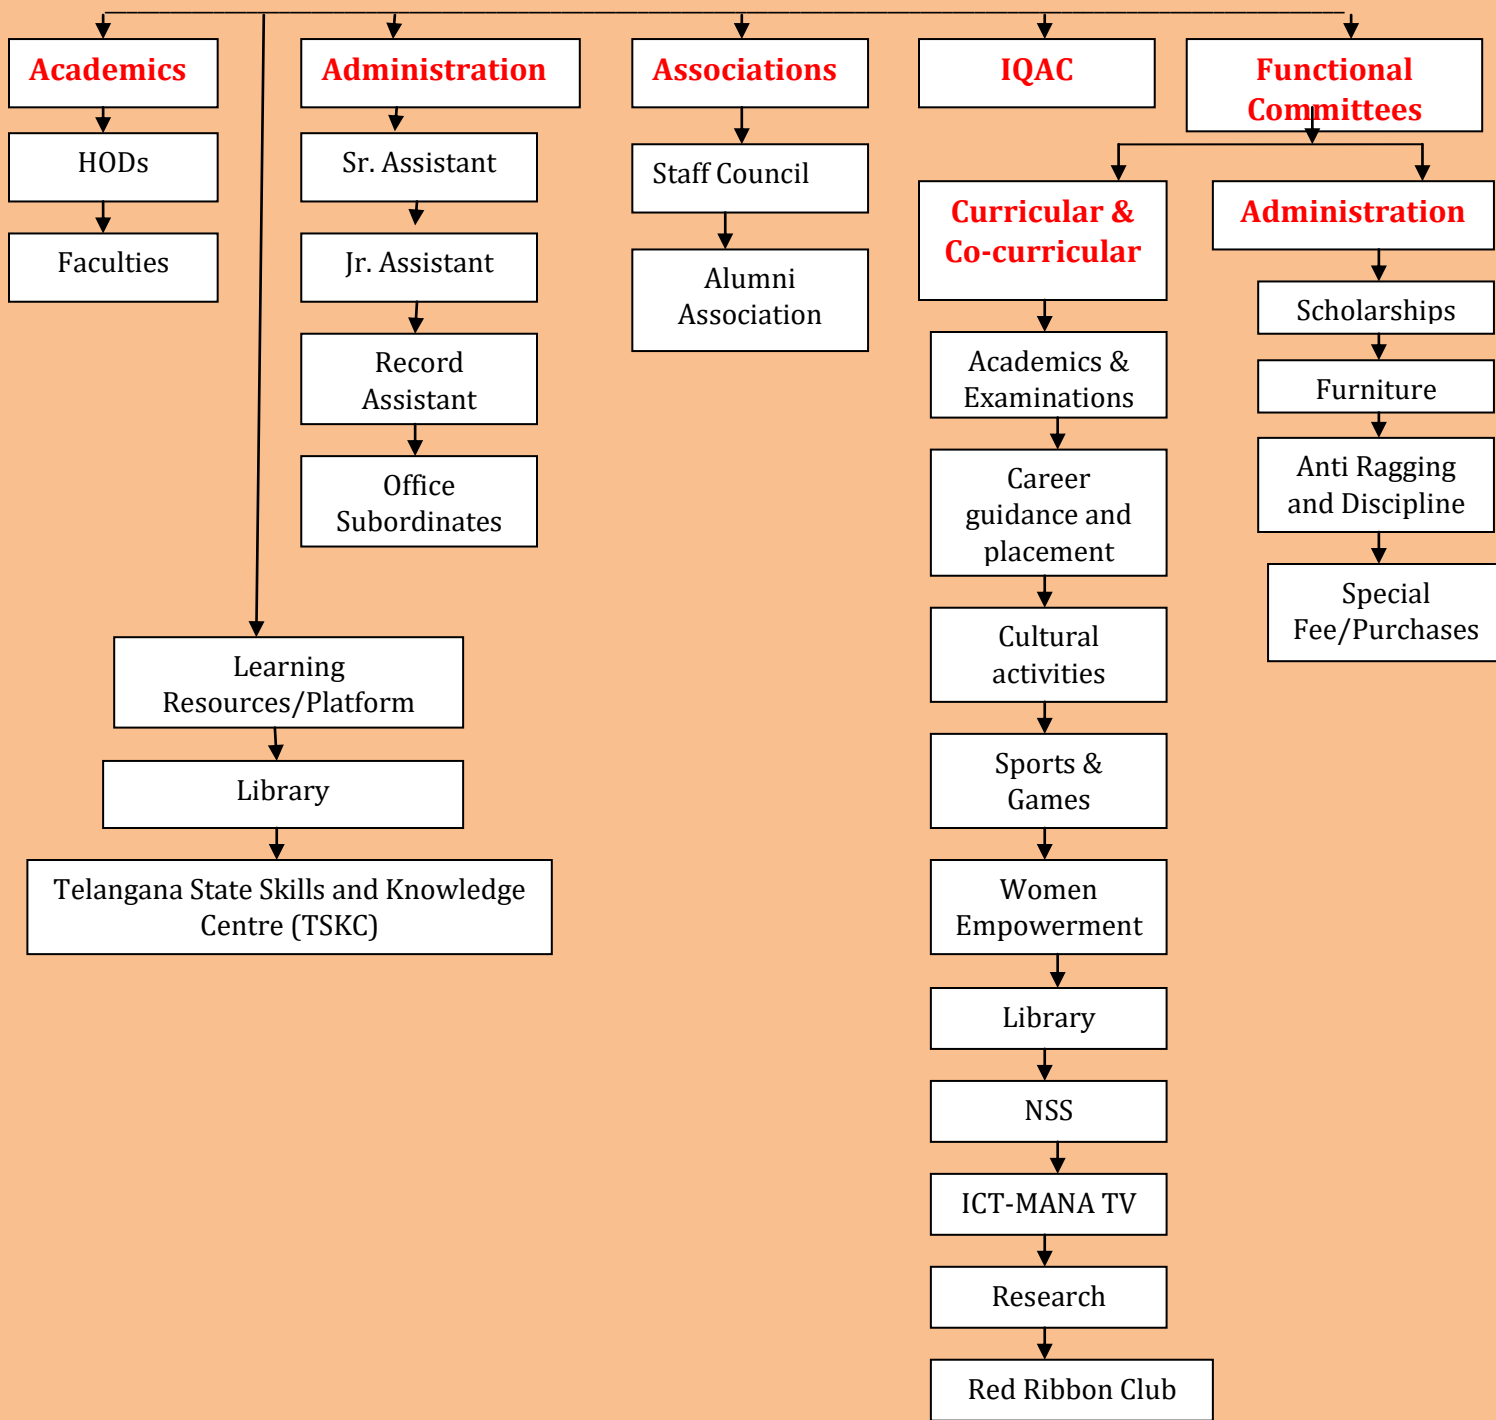 Academics
HODs
Faculties
Administration
Sr. Assistant
Jr. Assistant
Record
Assistant
Office
Subordinates
Learning
Resources/Platform
Library
Telangana State Skills and Knowledge
Centre (TSKC)
Associations
Staff Council
Alumni
Association
IQAC
Functional
Committees
Curricular &
Co-curricular
Academics &
Examinations
Career
guidance and
placement
Cultural
activities
Sports &
Games
Women
Empowerment
Library
NSS
ICT-MANA TV
Research
Red Ribbon Club
Administration
Scholarships
Furniture
Anti Ragging
and Discipline
Special
Fee/Purchases